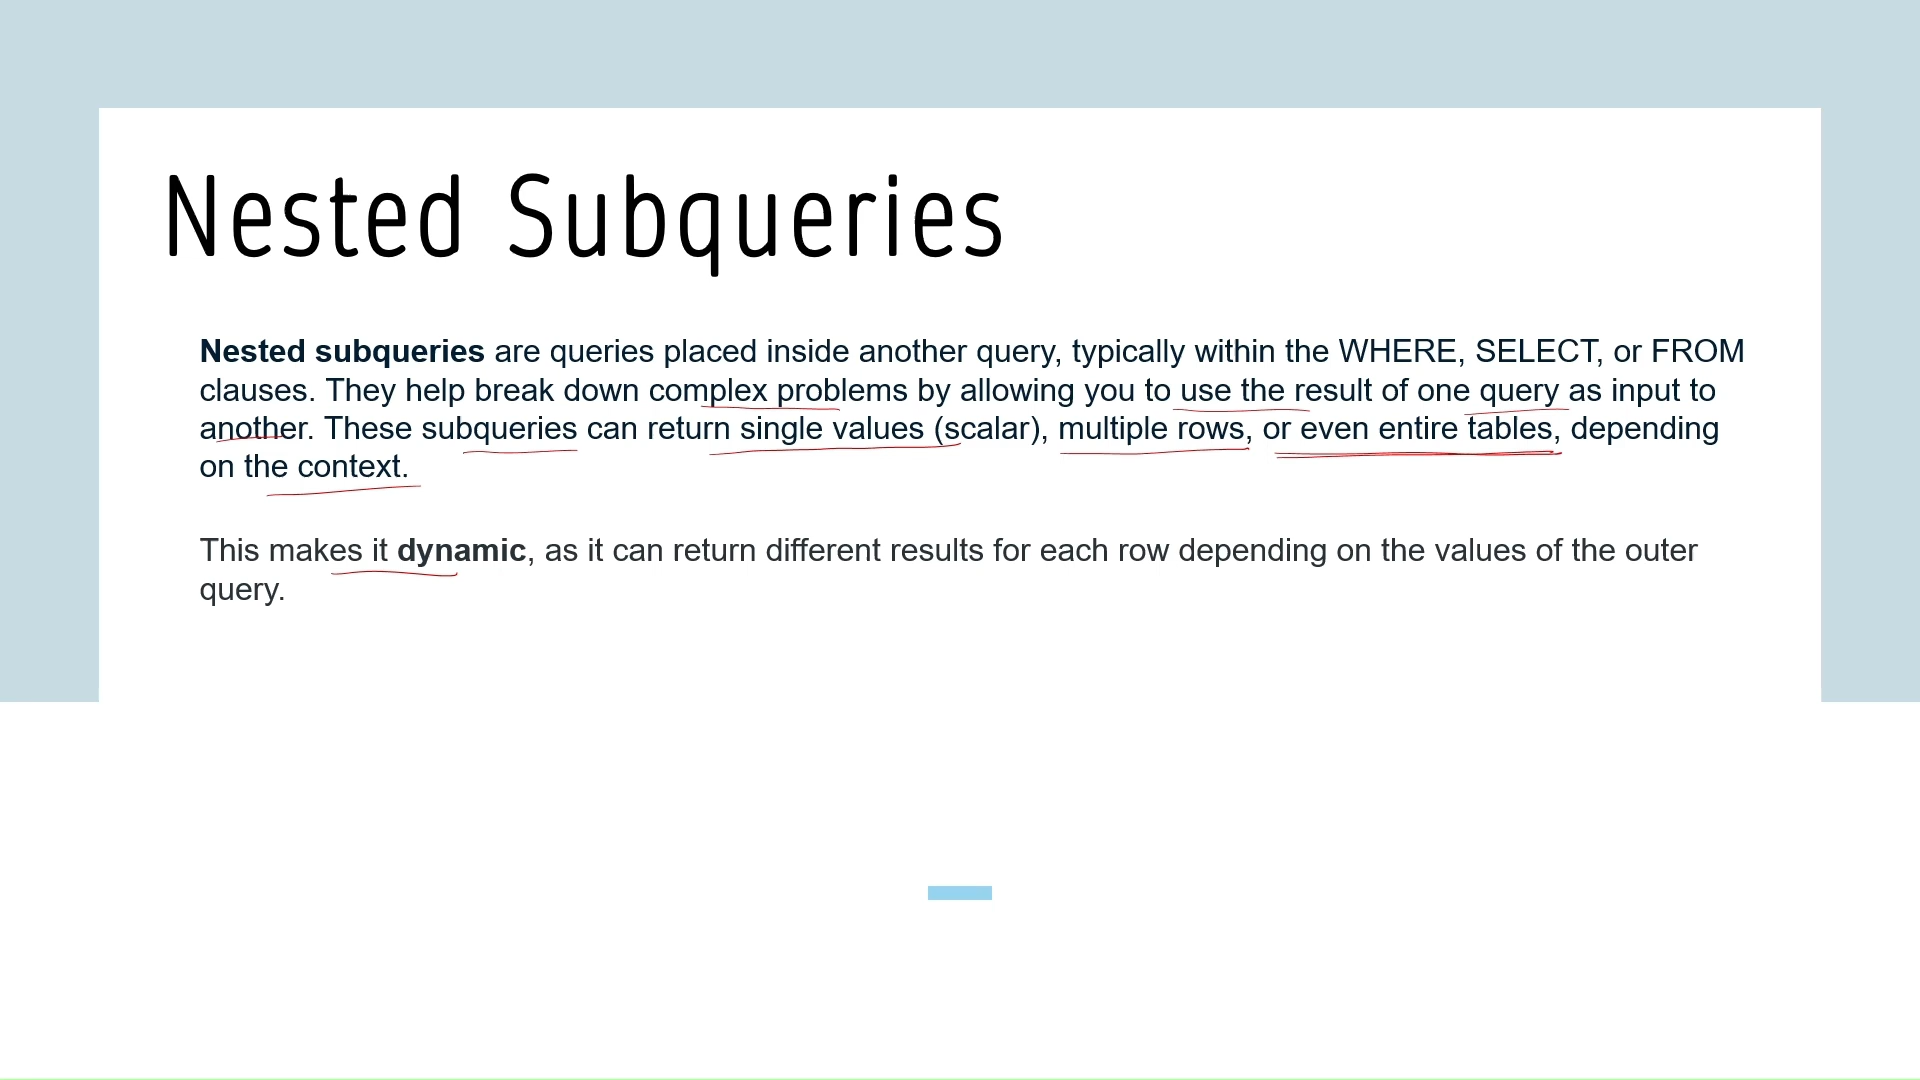 Nested Subqueries
Nested subqueries are queries placed inside another query, typically within the WHERE, SELECT, or FROM
clauses. They help break down complex problems by allowing you to use the result of one query as input to
another. These subqueries can return single values (scalar), multiple rows, or even entire tables, depending
on the context.
This makes it dynamic, as it can return different results for each row depending on the values of the outer
query.